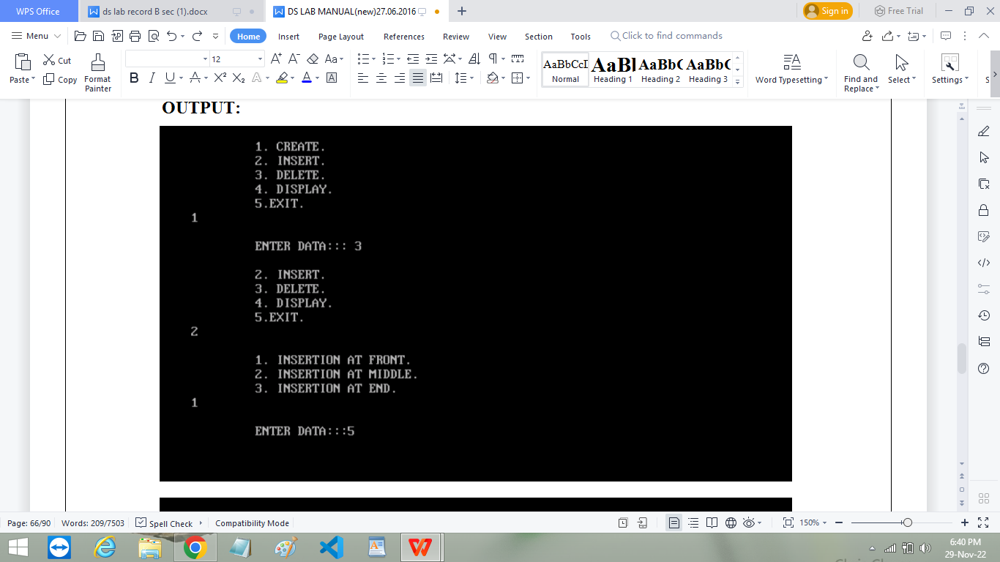 WPS Office
ds lab record B sec (1).docx
DS LAB MANUAL(new)27.06.2016
Sign in
Free Trial
Menu
Home
Insert
Page Layout
References
Review
View
Section
Tools
Click to find commands
Paste
Cut
Copy
Format
Painter
12
AaBbCcD
Normal
AaBl
Heading 1
AaBbC
Heading 2
AaBbC
Heading 3
Word Typesetting
Find and
Replace
Select
Settings
S
OUTPUT:
1. CREATE.
2. INSERT.
3. DELETE.
4. DISPLAY.
5.EXIT.
1
ENTER DATA::: 3
2. INSERT.
3. DELETE.
4. DISPLAY.
5.EXIT.
2
1. INSERTION AT FRONT.
2. INSERTION AT MIDDLE.
3. INSERTION AT END.
1
ENTER DATA:::5
Page: 66/90
Words: 209/7503
Spell Check
Compatibility Mode
150%
6:40 PM
29-Nov-22